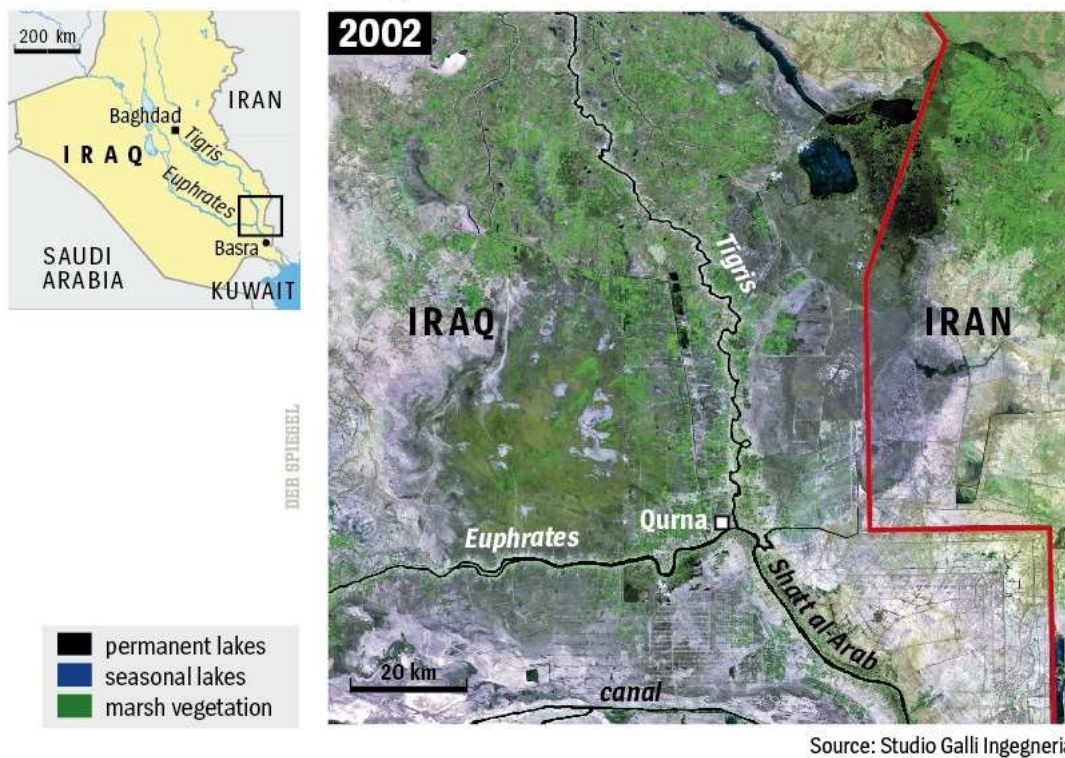 200 km
IRAN
Baghdad
Tigris
IRAQ
Euphrates
Basra
SAUDI
ARABIA
KUWAIT
DER SPIEGEL
permanent lakes
seasonal lakes
marsh vegetation
2002
Tigris
IRAQ
IRAN
Qurna
Euphrates
Shatt al-Arab
20 km
canal
Source: Studio Galli Ingegneria